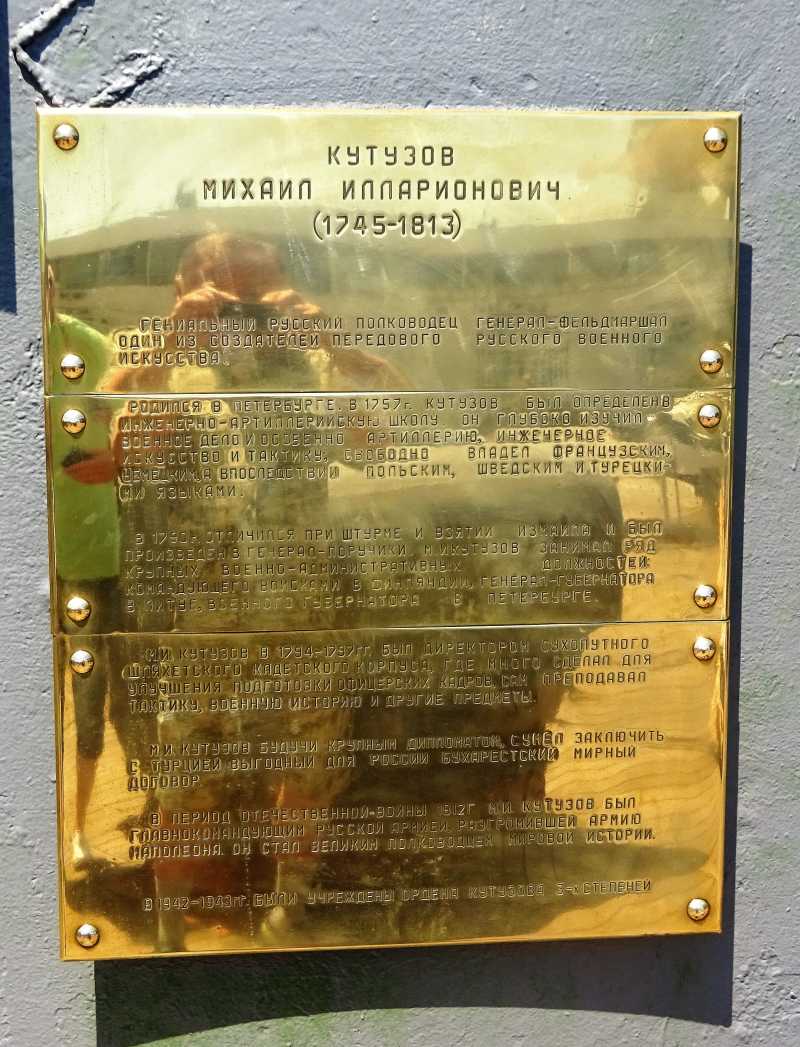 КУТУЗОВ
МИХАИЛ ИЛЛАРИОНОВИЧ
(1745-1813)
ГЕНИАЛЬНЫЙ РУССКИЙ ПОЛКОВОДЕЦ ГЕНЕРАЛ-ФЕЛЬДМАРШАЛ
ОДИН ИЗ СОЗДАТЕЛЕЙ ПЕРЕДОВОГО РУССКОГО ВОЕННОГО
ИСКУССТВА.
РОДИЛСЯ В ПЕТЕРБУРГЕ. В 1757г. КУТУЗОВ БЫЛ ОПРЕДЕЛЕН В
ИНЖЕНЕРНО-АРТИЛЛЕРИЙСКУЮ ШКОЛУ ОН ГЛУБОКО ИЗУЧИЛ
ВОЕННОЕ ДЕЛО И ОСОБЕННО АРТИЛЛЕРИЮ, ИНЖЕНЕРНОЕ
ИСКУССТВО И ТАКТИКУ, СВОБОДНО ВЛАДЕЛ ФРАНЦУЗСКИМ,
НЕМЕЦКИМ, А ВПОСЛЕДСТВИИ ПОЛЬСКИМ, ШВЕДСКИМ И ТУРЕЦКИ-
МИ ЯЗЫКАМИ.
В 1790г. ОТЛИЧИЛСЯ ПРИ ШТУРМЕ И ВЗЯТИИ ИЗМАИЛА И БЫЛ
ПРОИЗВЕДЕН В ГЕНЕРАЛ-ПОРУЧИКИ. М.И.КУТУЗОВ ЗАНИМАЛ РЯД
КРУПНЫХ ВОЕННО-АДМИНИСТРАТИВНЫХ ДОЛЖНОСТЕЙ:
КОМАНДУЮЩЕГО ВОЙСКАМИ В ФИНЛЯНДИИ, ГЕНЕРАЛ-ГУБЕРНАТОРА
В ЛИТВЕ, ВОЕННОГО ГУБЕРНАТОРА В ПЕТЕРБУРГЕ.
М.И. КУТУЗОВ В 1794-1797гг. БЫЛ ДИРЕКТОРОМ СУХОПУТНОГО
ШЛЯХЕТСКОГО КАДЕТСКОГО КОРПУСА, ГДЕ МНОГО СДЕЛАЛ ДЛЯ
УЛУЧШЕНИЯ ПОДГОТОВКИ ОФИЦЕРСКИХ КАДРОВ, САМ ПРЕПОДАВАЛ
ТАКТИКУ, ВОЕННУЮ ИСТОРИЮ И ДРУГИЕ ПРЕДМЕТЫ.
М.И. КУТУЗОВ БУДУЧИ КРУПНЫМ ДИПЛОМАТОМ, СУМЕЛ ЗАКЛЮЧИТЬ
С ТУРЦИЕЙ ВЫГОДНЫЙ ДЛЯ РОССИИ БУХАРЕСТСКИЙ МИРНЫЙ
ДОГОВОР.
В ПЕРИОД ОТЕЧЕСТВЕННОЙ ВОЙНЫ 1812г. М.И. КУТУЗОВ БЫЛ
ГЛАВНОКОМАНДУЮЩИМ РУССКОЙ АРМИЕЙ, РАЗГРОМИВШЕЙ АРМИЮ
НАПОЛЕОНА. ОН СТАЛ ВЕЛИКИМ ПОЛКОВОДЦЕМ МИРОВОЙ ИСТОРИИ.
В 1942-1943гг. БЫЛИ УЧРЕЖДЕНЫ ОРДЕНА КУТУЗОВА 3-х СТЕПЕНЕЙ